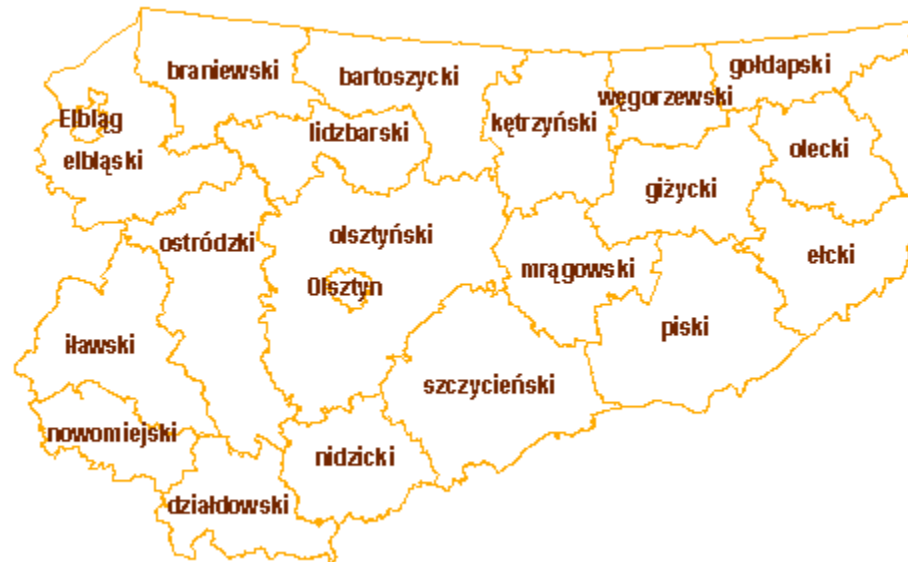 braniewski
bartoszycki
gołdapski
węgorzewski
Elbląg
kętrzyński
lidzbarski
elbląski
olecki
giżycki
ostródzki
olsztyński
ełcki
mrągowski
Olsztyn
piski
iławski
szczycieński
nowomiejski
nidzicki
działdowski